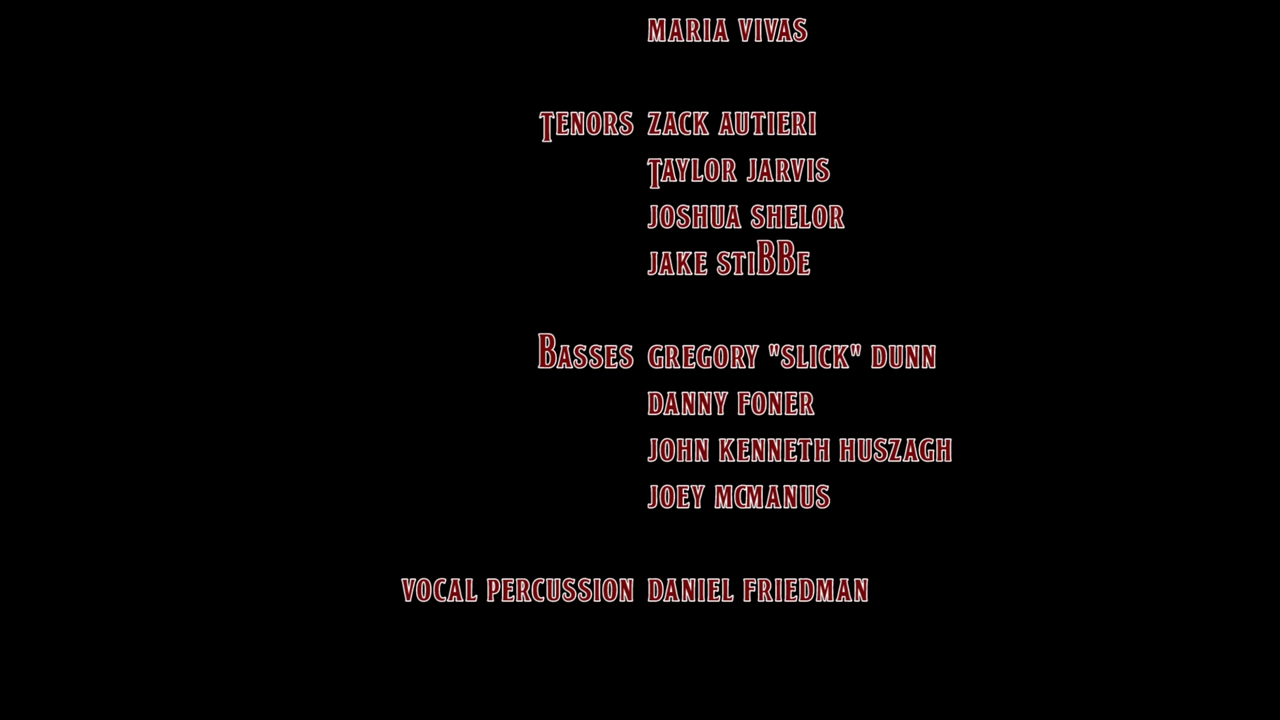 MARIA VIVAS
TENORS ZACK AUTIERI
TAYLOR JARVIS
JOSHUA SHELOR
JAKE STIBBE
BASSES GREGORY "SLICK" DUNN
DANNY FONER
JOHN KENNETH HUSZAGH
JOEY MCMANUS
VOCAL PERCUSSION DANIEL FRIEDMAN